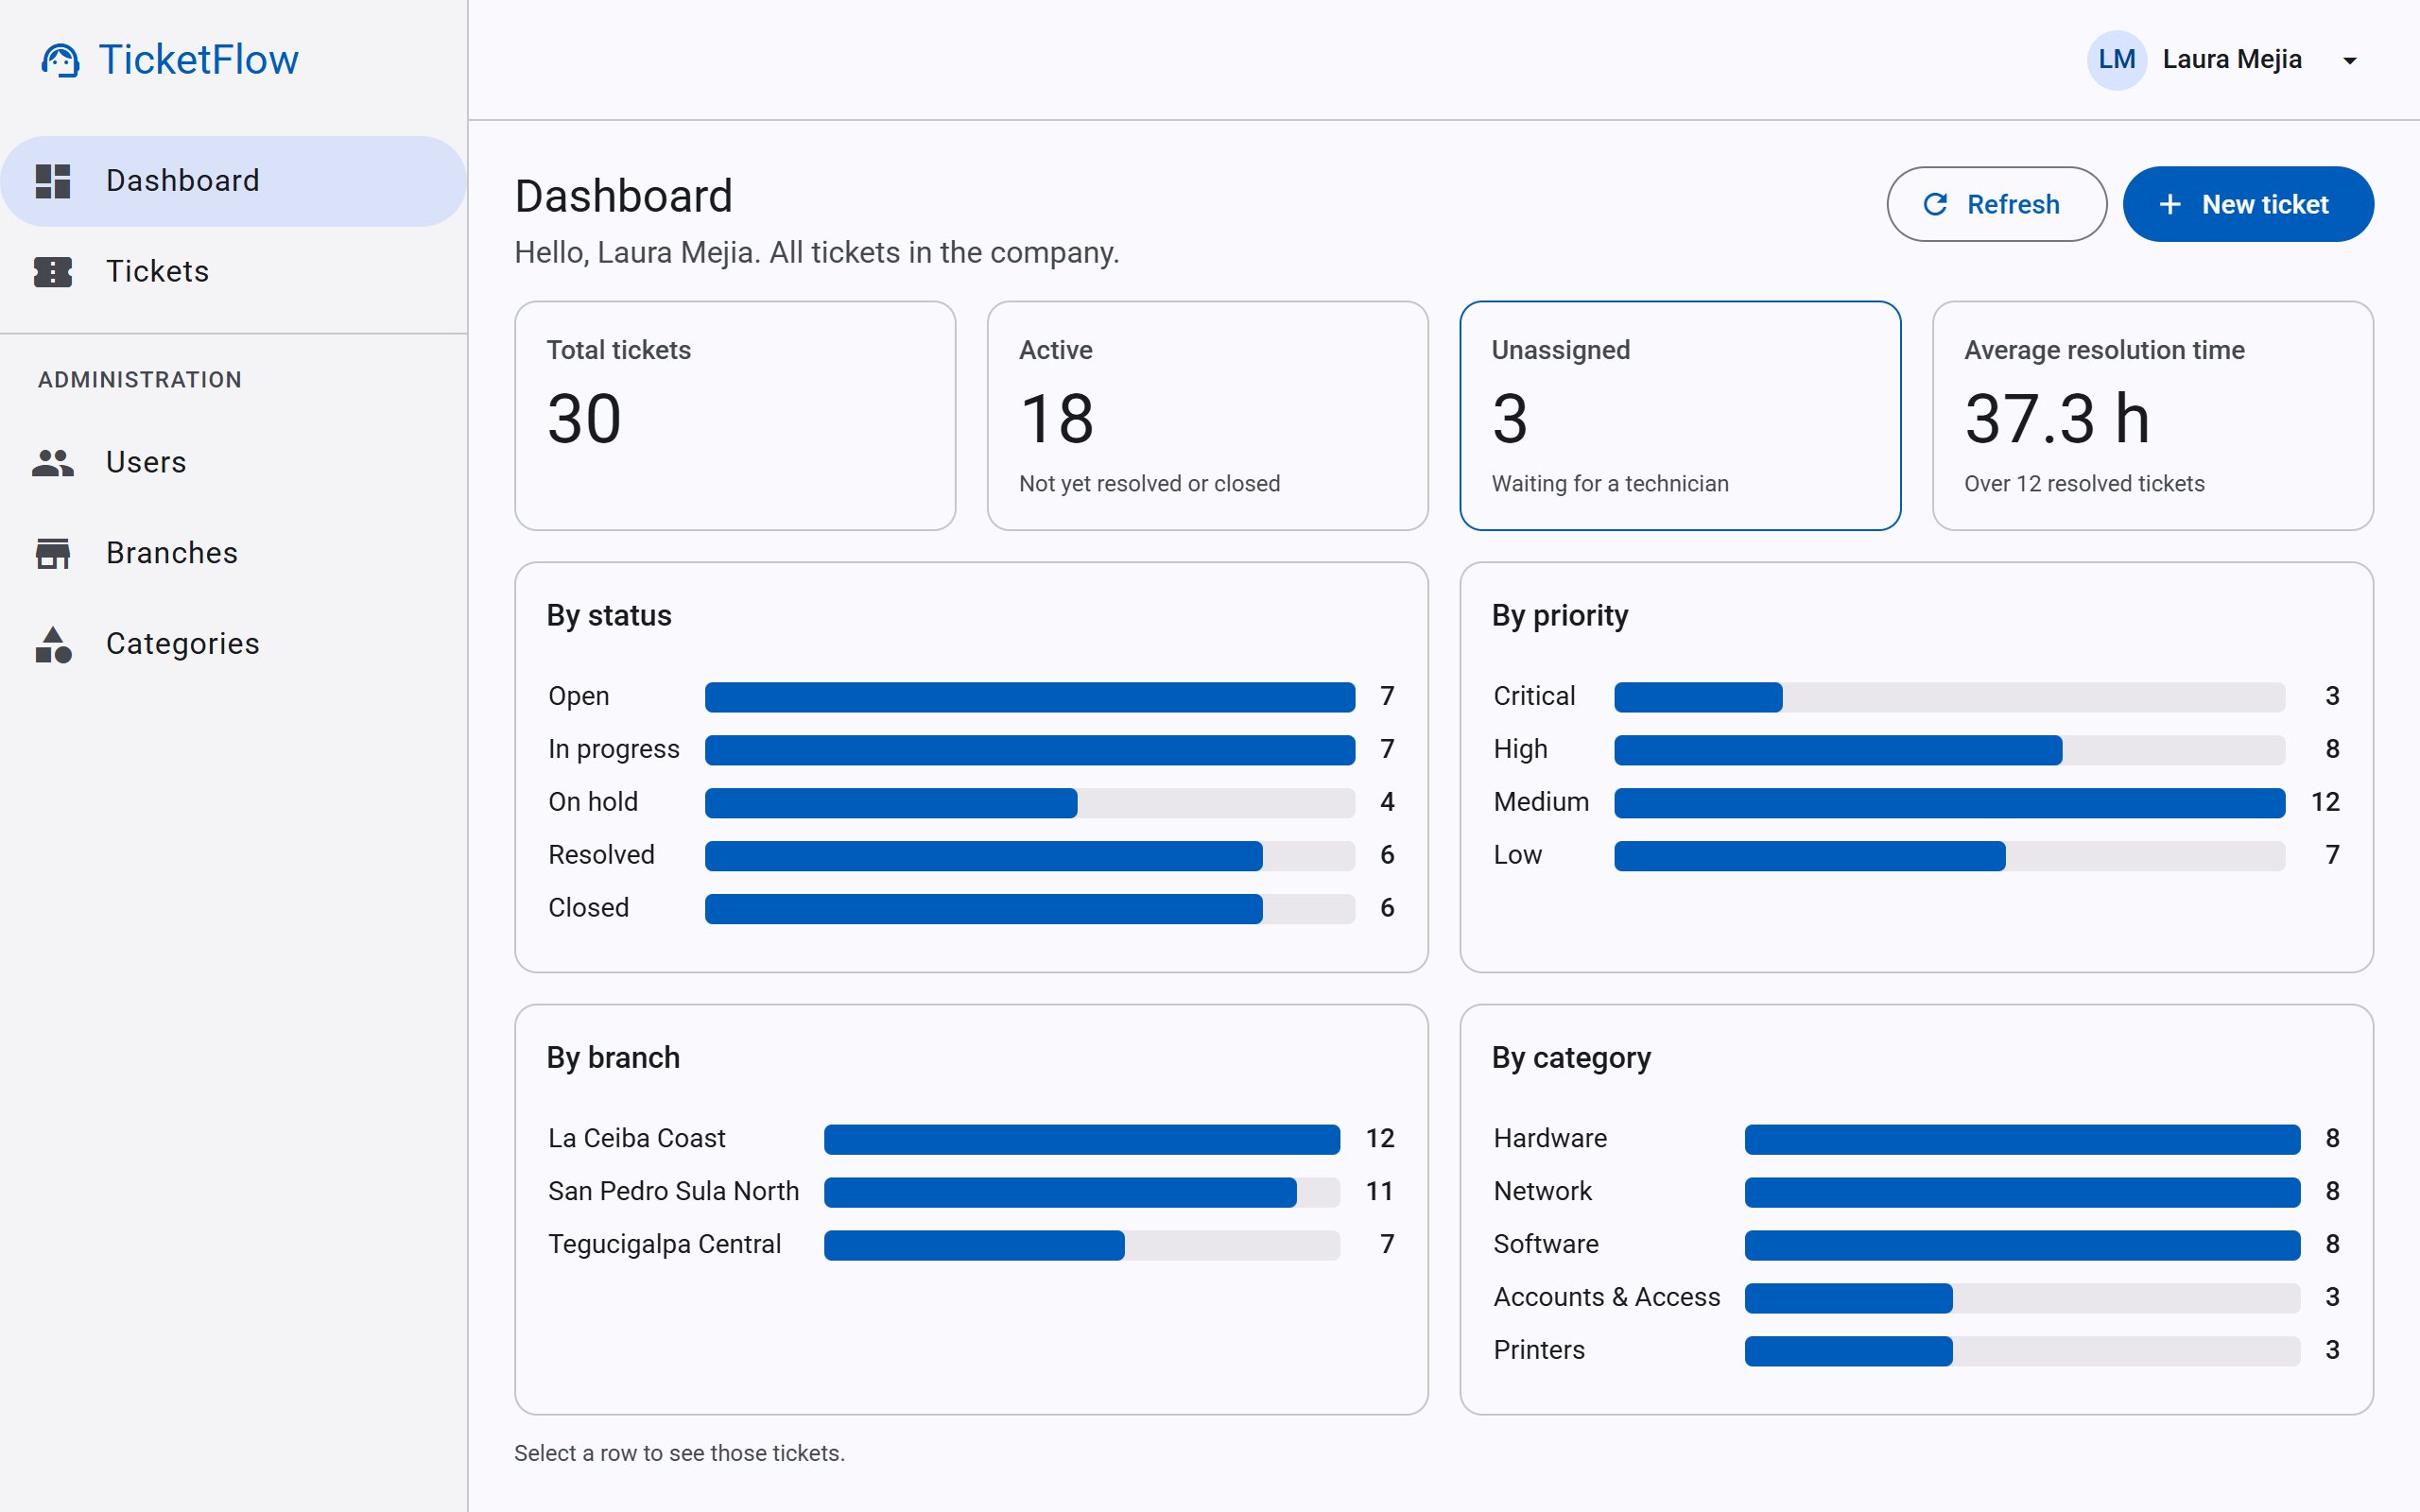 TicketFlow
LM Laura Mejia
Dashboard
Tickets
ADMINISTRATION
Users
Branches
Categories
Dashboard
Hello, Laura Mejia. All tickets in the company.
Refresh
New ticket
Total tickets
30
Active
18
Not yet resolved or closed
Unassigned
3
Waiting for a technician
Average resolution time
37.3 h
Over 12 resolved tickets
By status
Open 7
In progress 7
On hold 4
Resolved 6
Closed 6
By priority
Critical 3
High 8
Medium 12
Low 7
By branch
La Ceiba Coast 12
San Pedro Sula North 11
Tegucigalpa Central 7
By category
Hardware 8
Network 8
Software 8
Accounts & Access 3
Printers 3
Select a row to see those tickets.